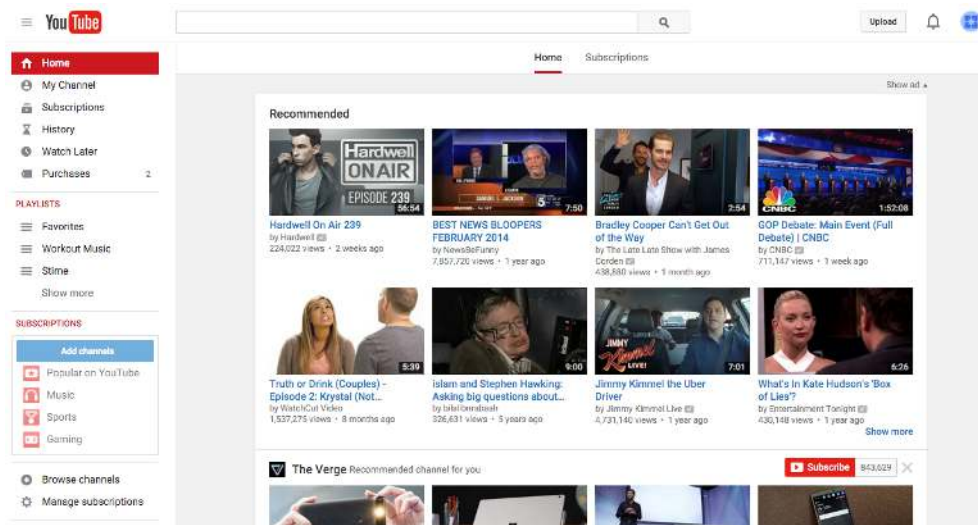 YouTube
Upload
Home
My Channel
Subscriptions
History
Watch Later
Purchases 2
PLAYLISTS
Favorites
Workout Music
Stime
Show more
SUBSCRIPTIONS
Add channels
Popular on YouTube
Music
Sports
Gaming
Browse channels
Manage subscriptions
Home Subscriptions
Show ad
Recommended
Hardwell
ON AIR
EPISODE 239
56:54
Hardwell On Air 239
by Hardwell
224,022 views • 2 weeks ago
5
7:50
BEST NEWS BLOOPERS
FEBRUARY 2014
by NewsBeFunny
7,857,720 views • 1 year ago
2:54
Bradley Cooper Can't Get Out
of the Way
by The Late Late Show with James
Corden
438,880 views • 1 month ago
CNBC
1:52:08
GOP Debate: Main Event (Full
Debate) | CNBC
by CNBC
711,147 views • 1 week ago
5:39
Truth or Drink (Couples) -
Episode 2: Krystal (Not...
by WatchCut Video
1,537,275 views • 8 months ago
9:00
islam and Stephen Hawking:
Asking big questions about...
326,631 views • 5 years ago
JIMMY
Kimmel
LIVE!
7:01
Jimmy Kimmel the Uber
Driver
by Jimmy Kimmel Live
4,731,140 views • 1 year ago
6:26
What's In Kate Hudson's 'Box
of Lies'?
by Entertainment Tonight
430,148 views • 1 year ago
Show more
The Verge Recommended channel for you
Subscribe 843,629